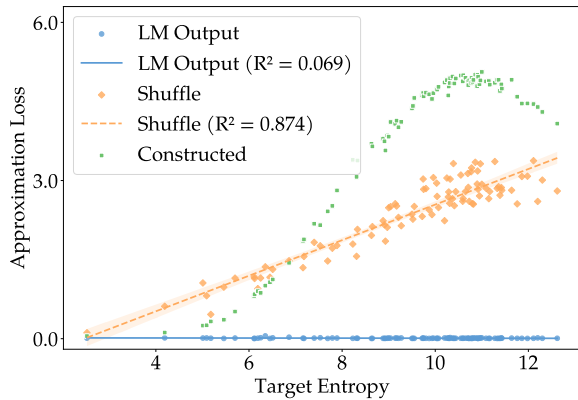 6.0
3.0
0.0
Approximation Loss
LM Output
LM Output (R² = 0.069)
Shuffle
Shuffle (R² = 0.874)
Constructed
4 6 8 10 12
Target Entropy